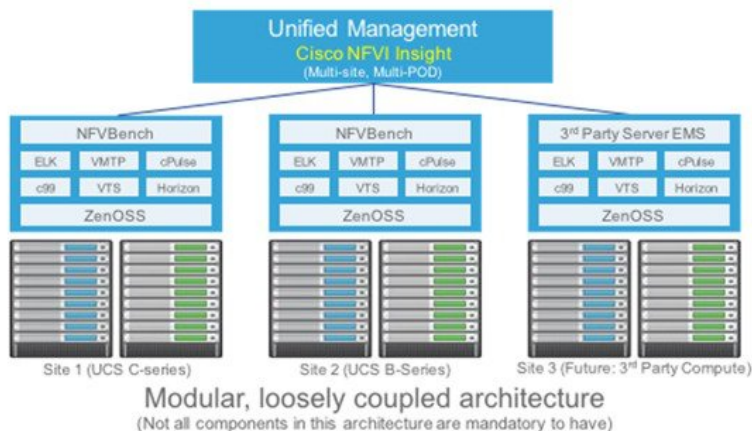 Unified Management
Cisco NFVI Insight
(Multi-site, Multi-POD)
NFVBench
ELK VMTP cPulse
c99 VTS Horizon
ZenOSS
NFVBench
ELK VMTP cPulse
c99 VTS Horizon
ZenOSS
3rd Party Server EMS
ELK VMTP cPulse
c99 VTS Horizon
ZenOSS
Site 1 (UCS C-series)
Site 2 (UCS B-Series)
Site 3 (Future: 3rd Party Compute)
Modular, loosely coupled architecture
(Not all components in this architecture are mandatory to have)